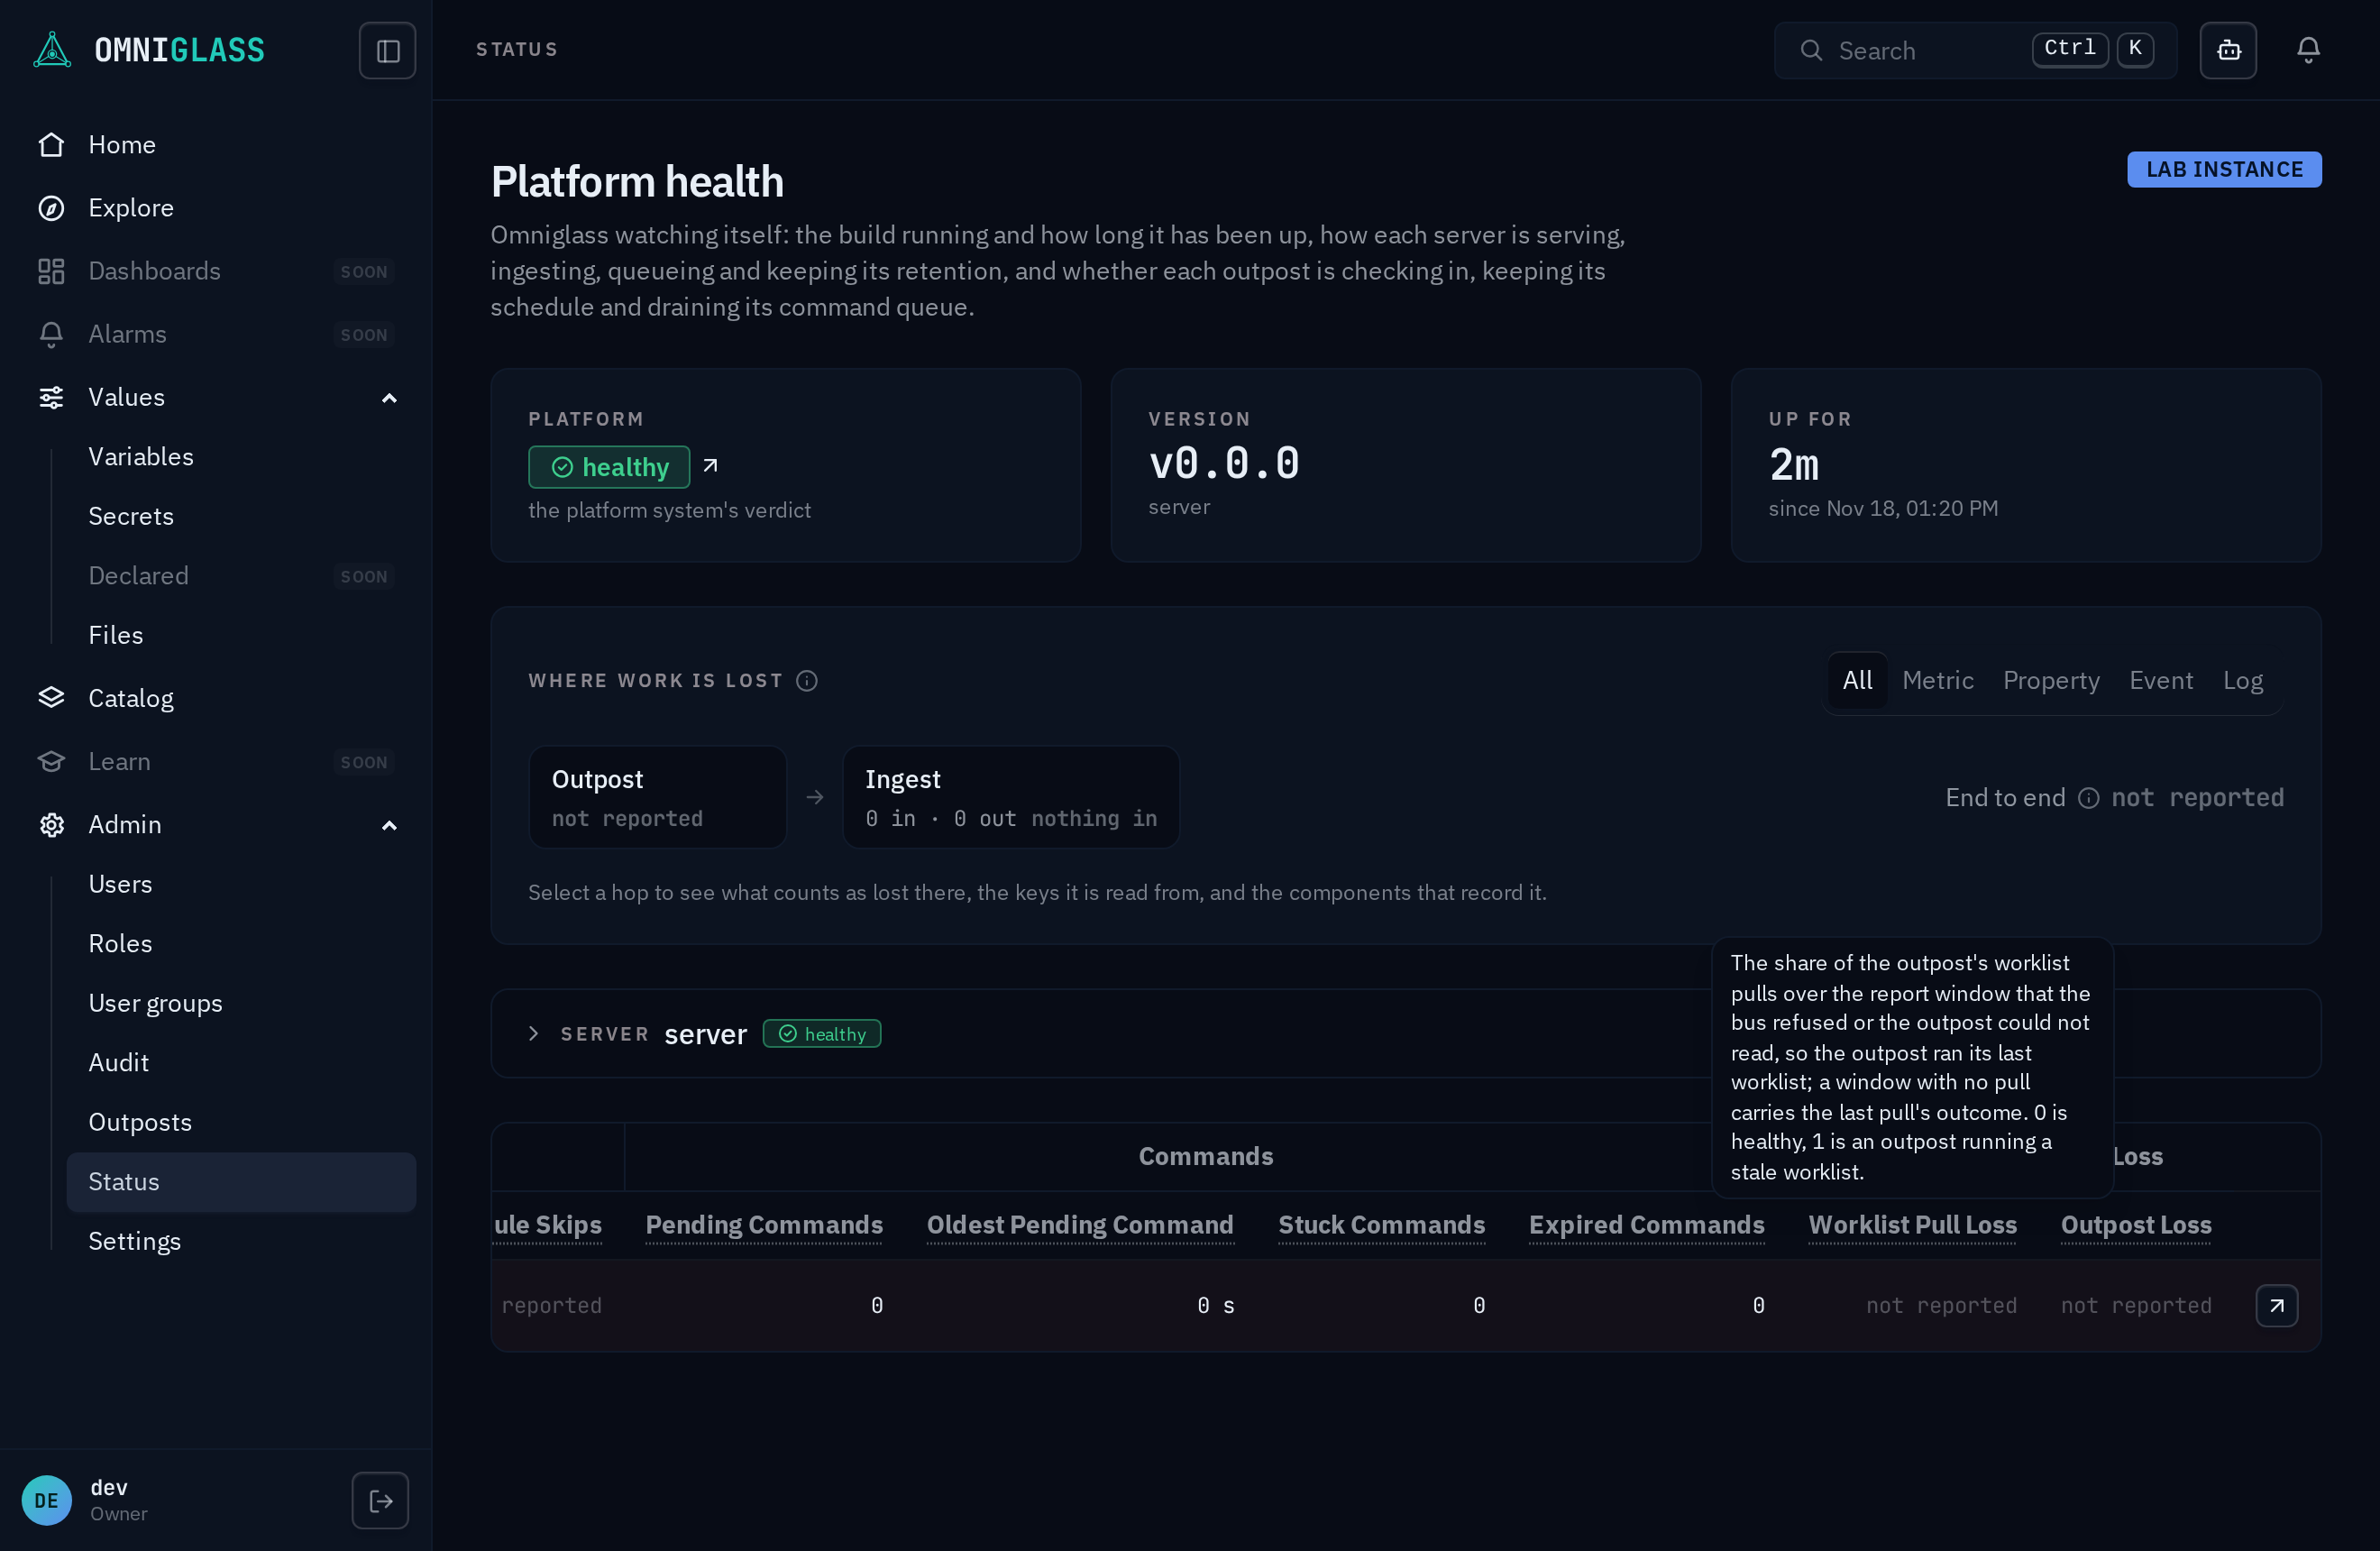 OMNIGLASS
STATUS
Search
Ctrl K
Home
Explore
Dashboards SOON
Alarms SOON
Values
Variables
Secrets
Declared SOON
Files
Catalog
Learn SOON
Admin
Users
Roles
User groups
Audit
Outposts
Status
Settings
DE
dev
Owner
Platform health
LAB INSTANCE
Omniglass watching itself: the build running and how long it has been up, how each server is serving,
ingesting, queueing and keeping its retention, and whether each outpost is checking in, keeping its
schedule and draining its command queue.
PLATFORM
healthy
the platform system's verdict
VERSION
v0.0.0
server
UP FOR
2m
since Nov 18, 01:20 PM
WHERE WORK IS LOST
All Metric Property Event Log
Outpost
not reported
Ingest
0 in · 0 out nothing in
End to end not reported
Select a hop to see what counts as lost there, the keys it is read from, and the components that record it.
SERVER server healthy
The share of the outpost's worklist
pulls over the report window that the
bus refused or the outpost could not
read, so the outpost ran its last
worklist; a window with no pull
carries the last pull's outcome. 0 is
healthy, 1 is an outpost running a
stale worklist.
Commands Loss
ule Skips Pending Commands Oldest Pending Command Stuck Commands Expired Commands Worklist Pull Loss Outpost Loss
reported 0 0 s 0 0 not reported not reported